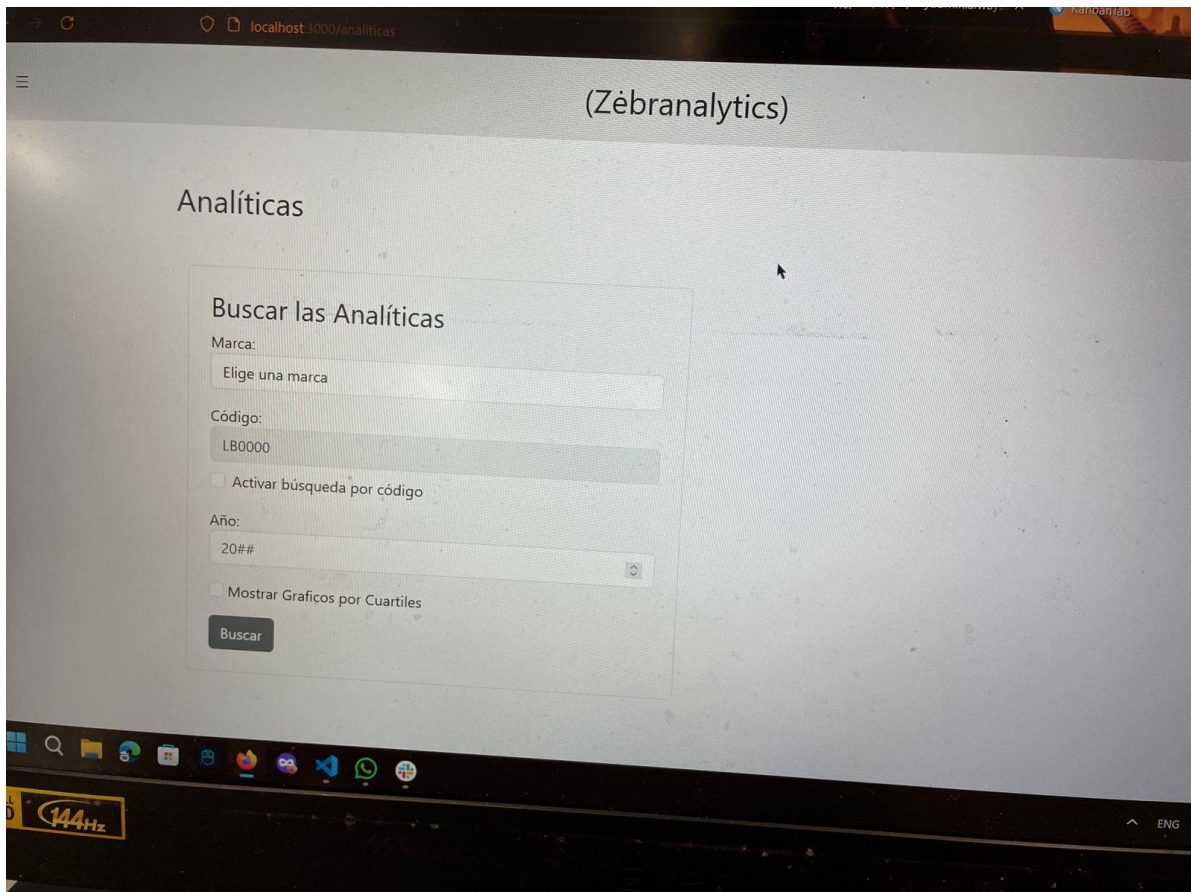 localhost:3000/analiticas
KanbanJab
(Zėbranalytics)
Analíticas
Buscar las Analíticas
Marca:
Elige una marca
Código:
LB0000
Activar búsqueda por código
Año:
20##
Mostrar Graficos por Cuartiles
Buscar
144Hz
ENG